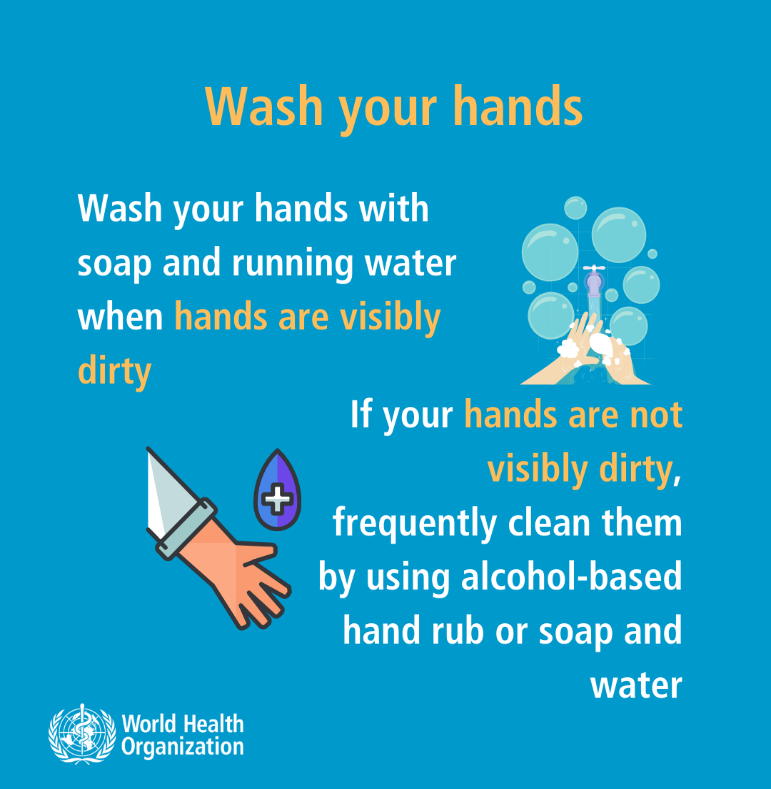 Wash your hands
Wash your hands with
soap and running water
when hands are visibly
dirty
If your hands are not
visibly dirty,
frequently clean them
by using alcohol-based
hand rub or soap and
water
World Health
Organization